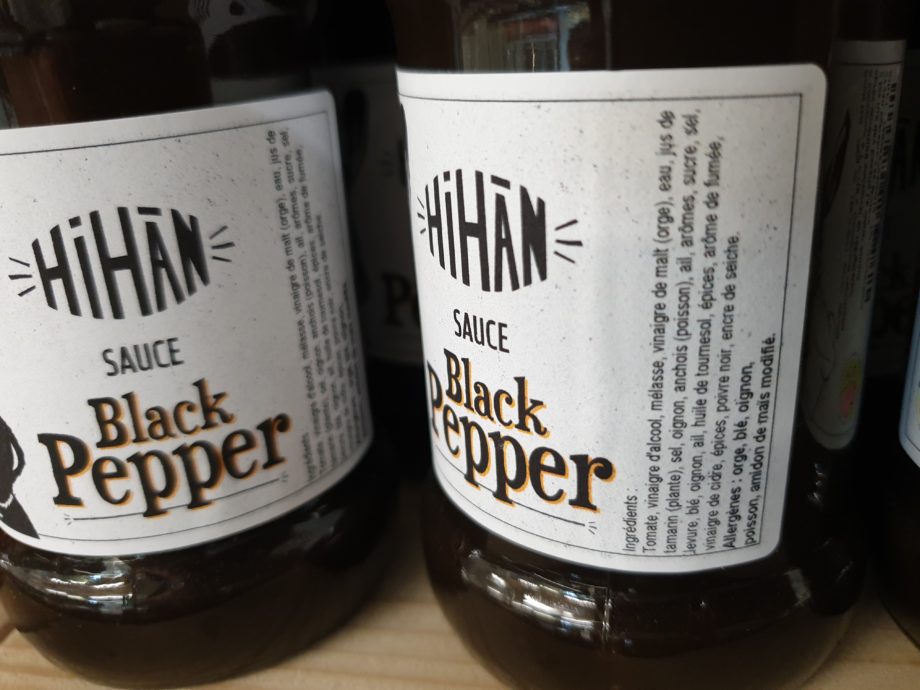 HiHĀN
SAUCE
Black
Pepper
HiHĀN
SAUCE
Black
Pepper
Ingrédients :
Tomate, vinaigre d'alcool, mélasse, vinaigre de malt (orge), eau, jus de
tamarin (plante), sel, oignon, anchois (poisson), ail, arômes, sucre, sel,
levure, blé, oignon, ail, huile de tournesol, épices, arôme de fumée,
vinaigre de cidre, épices, poivre noir, encre de seiche.
Allergènes : orge, blé, oignon,
poisson, amidon de maïs modifié.